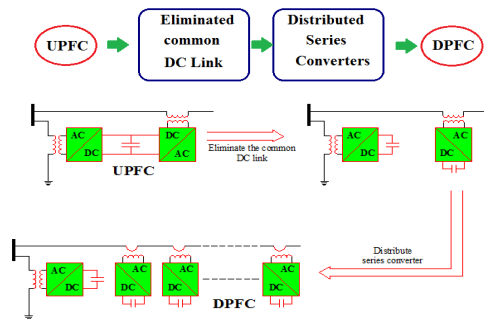 UPFC
Eliminated
common
DC Link
Distributed
Series
Converters
DPFC
AC
DC
DC
AC
UPFC
Eliminate the common
DC link
AC
DC
AC
DC
Distribute
series converter
AC
DC
AC
DC
AC
DC
AC
DC
DPFC